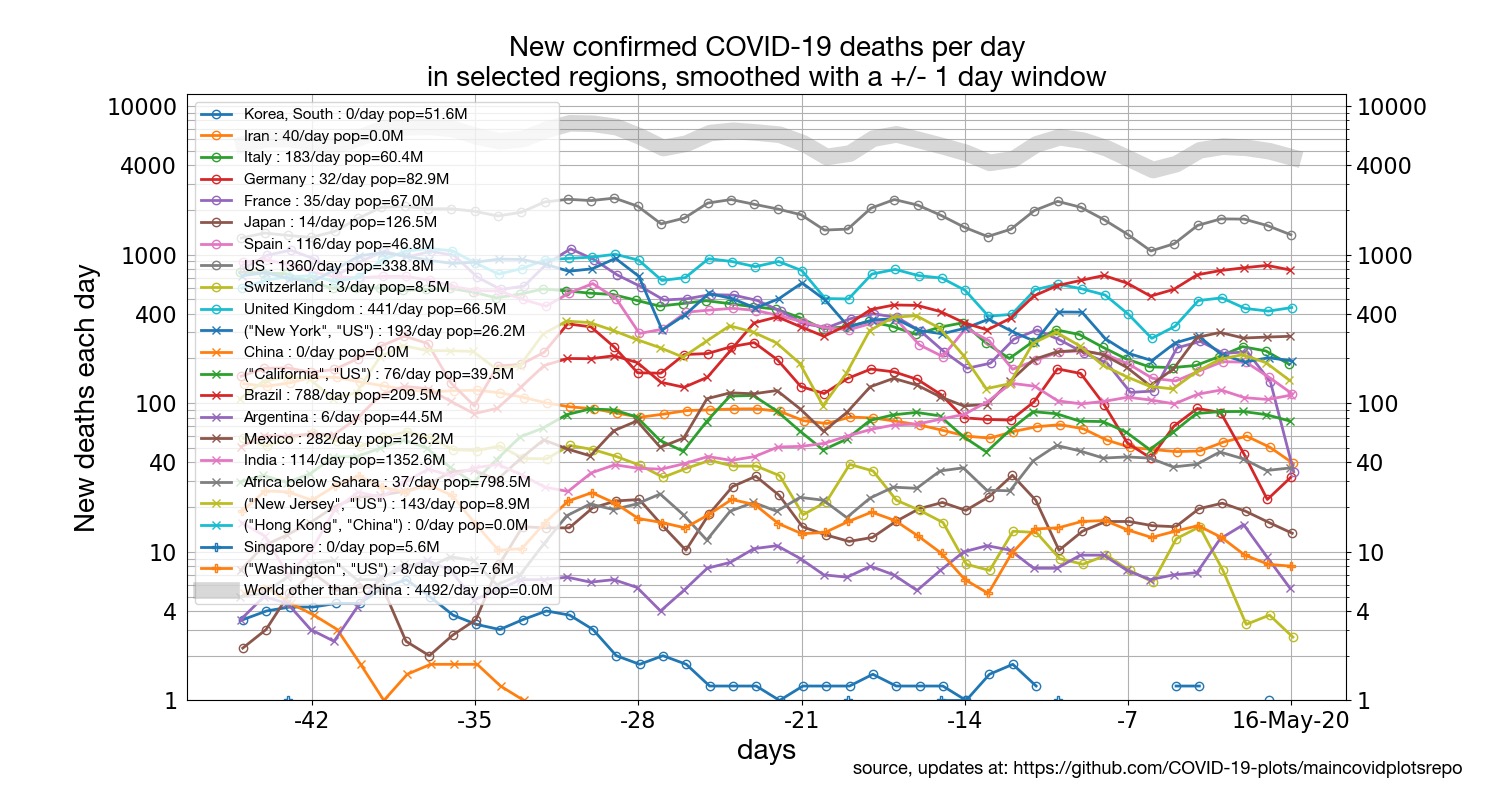 New confirmed COVID-19 deaths per day
in selected regions, smoothed with a +/- 1 day window
New deaths each day
10000
4000
1000
400
100
40
10
4
1
Korea, South : 0/day pop=51.6M
Iran : 40/day pop=0.0M
Italy : 183/day pop=60.4M
Germany : 32/day pop=82.9M
France : 35/day pop=67.0M
Japan : 14/day pop=126.5M
Spain : 116/day pop=46.8M
US : 1360/day pop=338.8M
Switzerland : 3/day pop=8.5M
United Kingdom : 441/day pop=66.5M
("New York", "US") : 193/day pop=26.2M
China : 0/day pop=0.0M
("California", "US") : 76/day pop=39.5M
Brazil : 788/day pop=209.5M
Argentina : 6/day pop=44.5M
Mexico : 282/day pop=126.2M
India : 114/day pop=1352.6M
Africa below Sahara : 37/day pop=798.5M
("New Jersey", "US") : 143/day pop=8.9M
("Hong Kong", "China") : 0/day pop=0.0M
Singapore : 0/day pop=5.6M
("Washington", "US") : 8/day pop=7.6M
World other than China : 4492/day pop=0.0M
10000
4000
1000
400
100
40
10
4
1
-42 -35 -28 -21 -14 -7 16-May-20
days
source, updates at: https://github.com/COVID-19-plots/maincovidplotsrepo